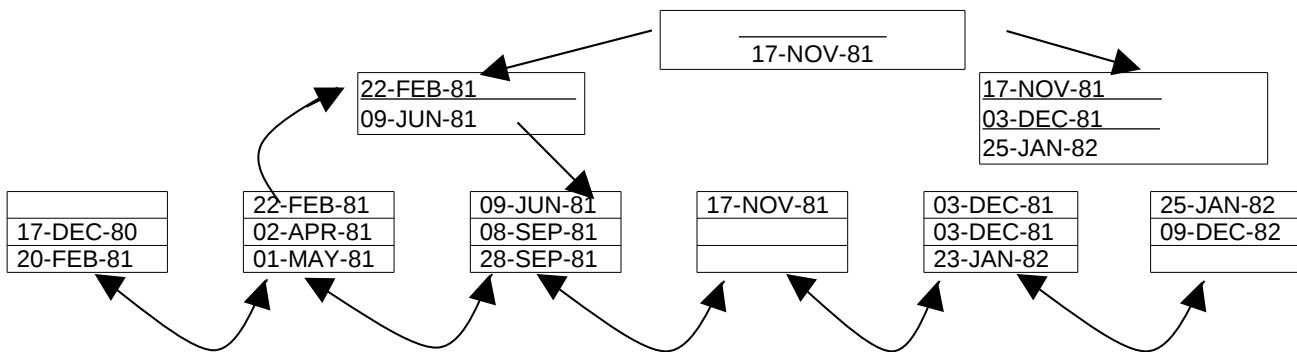 17-NOV-81
22-FEB-81
09-JUN-81
17-NOV-81
03-DEC-81
25-JAN-82
17-DEC-80
20-FEB-81
22-FEB-81
02-APR-81
01-MAY-81
09-JUN-81
08-SEP-81
28-SEP-81
17-NOV-81
03-DEC-81
03-DEC-81
23-JAN-82
25-JAN-82
09-DEC-82